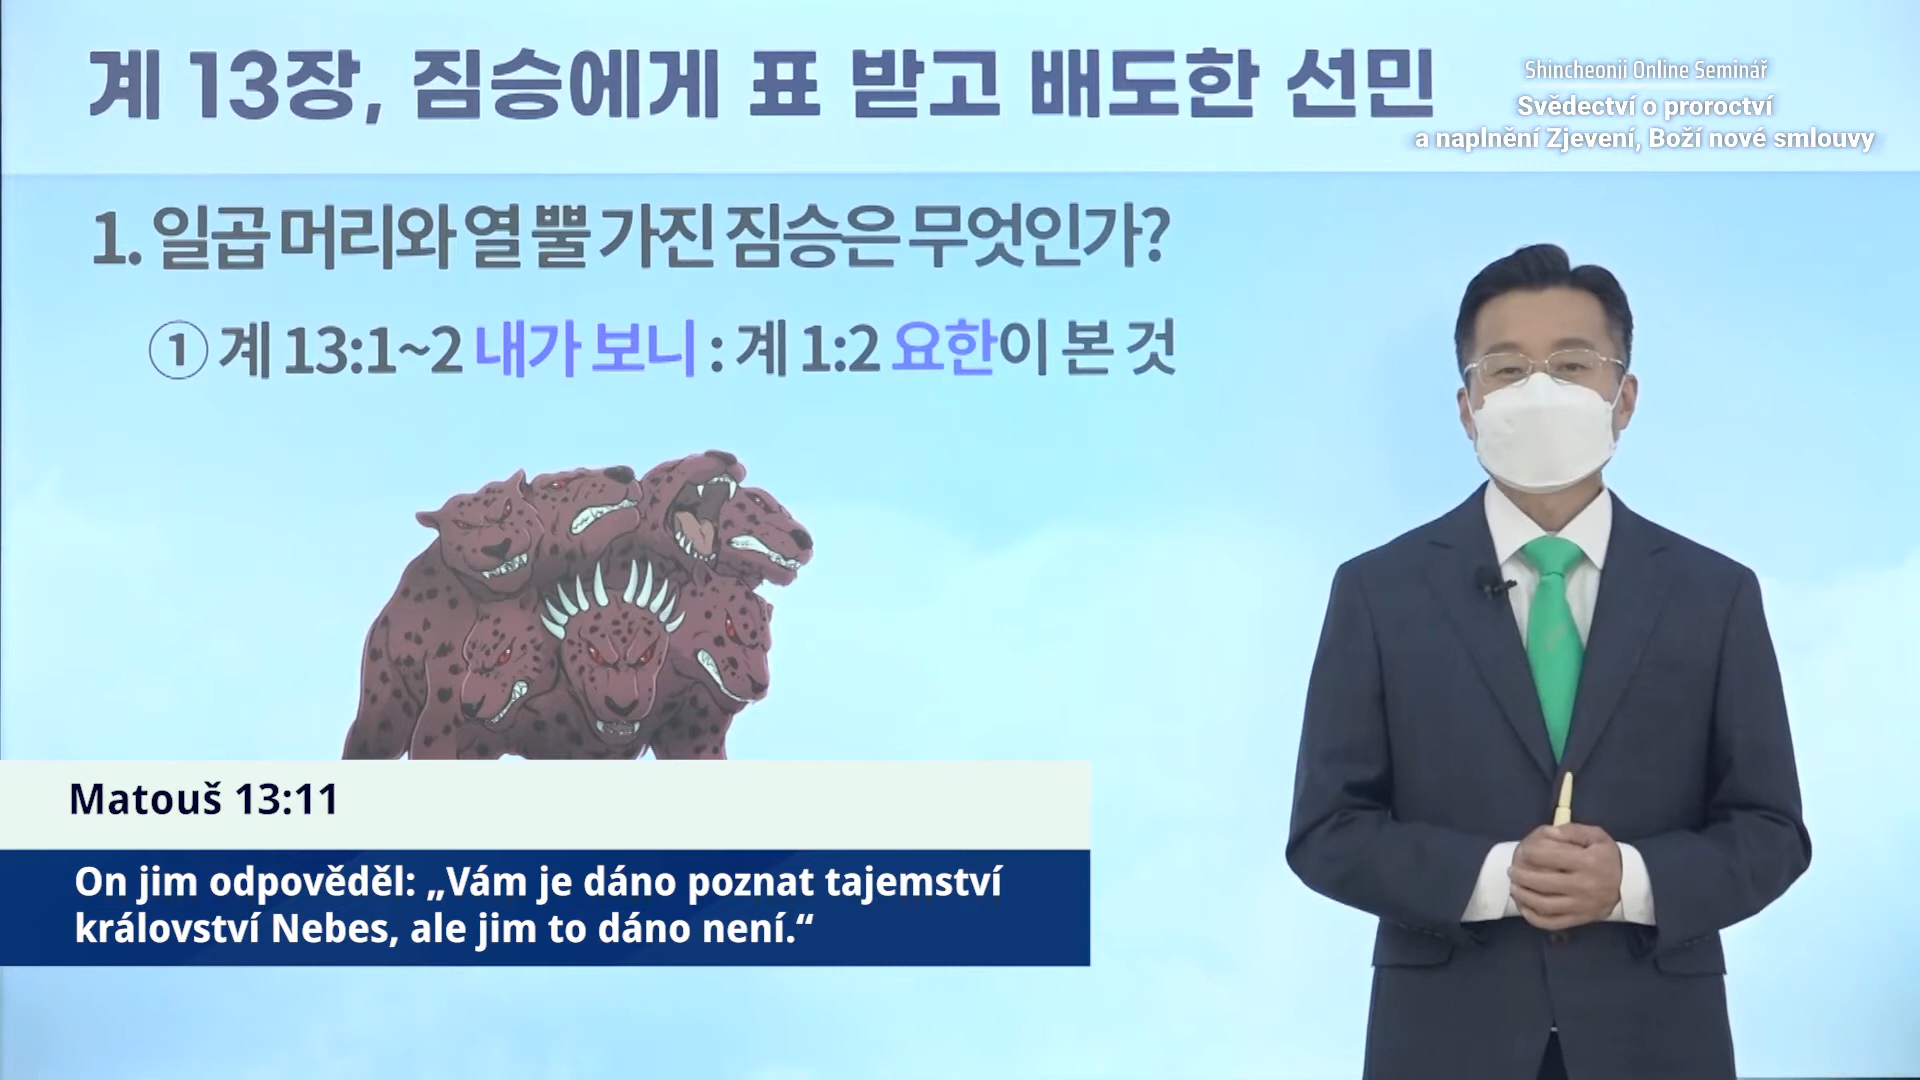 계 13장, 짐승에게 표 받고 배도한 선민
Shincheonji Online Seminář
Svědectví o proroctví
a naplnění Zjevení, Boží nové smlouvy
1. 일곱 머리와 열 뿔 가진 짐승은 무엇인가?
① 계 13:1~2 내가 보니 : 계 1:2 요한이 본 것
Matouš 13:11
On jim odpověděl: „Vám je dáno poznat tajemství
království Nebes, ale jim to dáno není.“